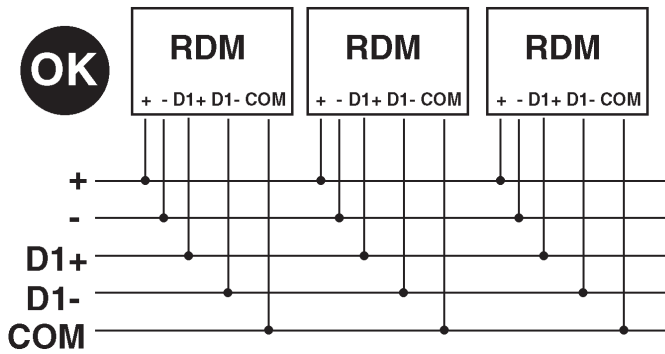 OK
RDM RDM RDM
+ - D1+ D1- COM + - D1+ D1- COM + - D1+ D1- COM
+
-
D1+
D1-
COM